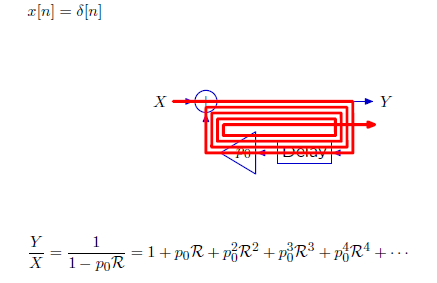 x[n] = δ[n]
X + Y
p₀ Delay
Y/X = 1/(1 − p₀ℛ) = 1 + p₀ℛ + p₀²ℛ² + p₀³ℛ³ + p₀⁴ℛ⁴ + ⋯